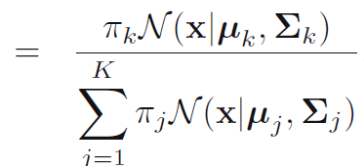 = π_k 𝒩(x|μ_k, Σ_k)
K
∑ π_j 𝒩(x|μ_j, Σ_j)
j=1